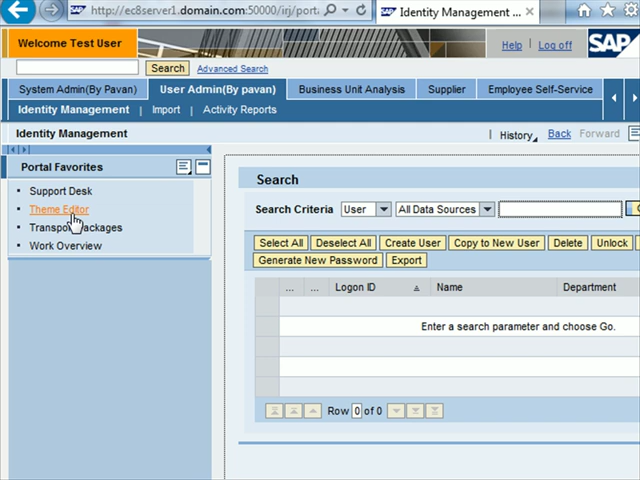 http://ec8server1.domain.com:50000/irj/port
SAP Identity Management ...
Welcome Test User
Help
Log off
SAP
Search
Advanced Search
System Admin(By Pavan)
User Admin(By pavan)
Business Unit Analysis
Supplier
Employee Self-Service
Identity Management
Import
Activity Reports
Identity Management
History
Back
Forward
Portal Favorites
Support Desk
Theme Editor
Transport Packages
Work Overview
Search
Search Criteria
User
All Data Sources
Select All
Deselect All
Create User
Copy to New User
Delete
Unlock
Generate New Password
Export
... ... Logon ID Name Department
Enter a search parameter and choose Go.
Row 0 of 0